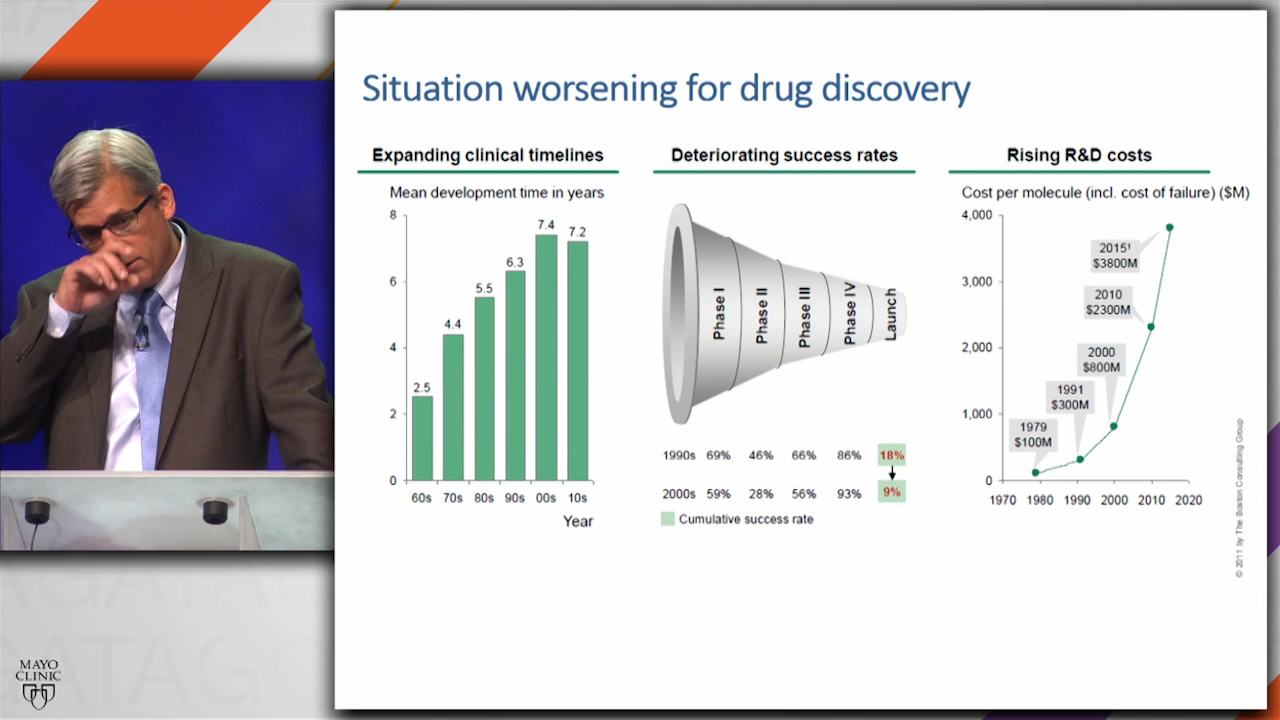 Situation worsening for drug discovery
Expanding clinical timelines
Mean development time in years
8
6
4
2
0
2.5
4.4
5.5
6.3
7.4
7.2
60s 70s 80s 90s 00s 10s
Year
Deteriorating success rates
Phase I
Phase II
Phase III
Phase IV
Launch
1990s 69% 46% 66% 86% 18%
2000s 59% 28% 56% 93% 9%
Cumulative success rate
Rising R&D costs
Cost per molecule (incl. cost of failure) ($M)
4,000
3,000
2,000
1,000
0
2015¹
$3800M
2010
$2300M
2000
$800M
1991
$300M
1979
$100M
1970 1980 1990 2000 2010 2020
© 2011 by The Boston Consulting Group
MAYO
CLINIC